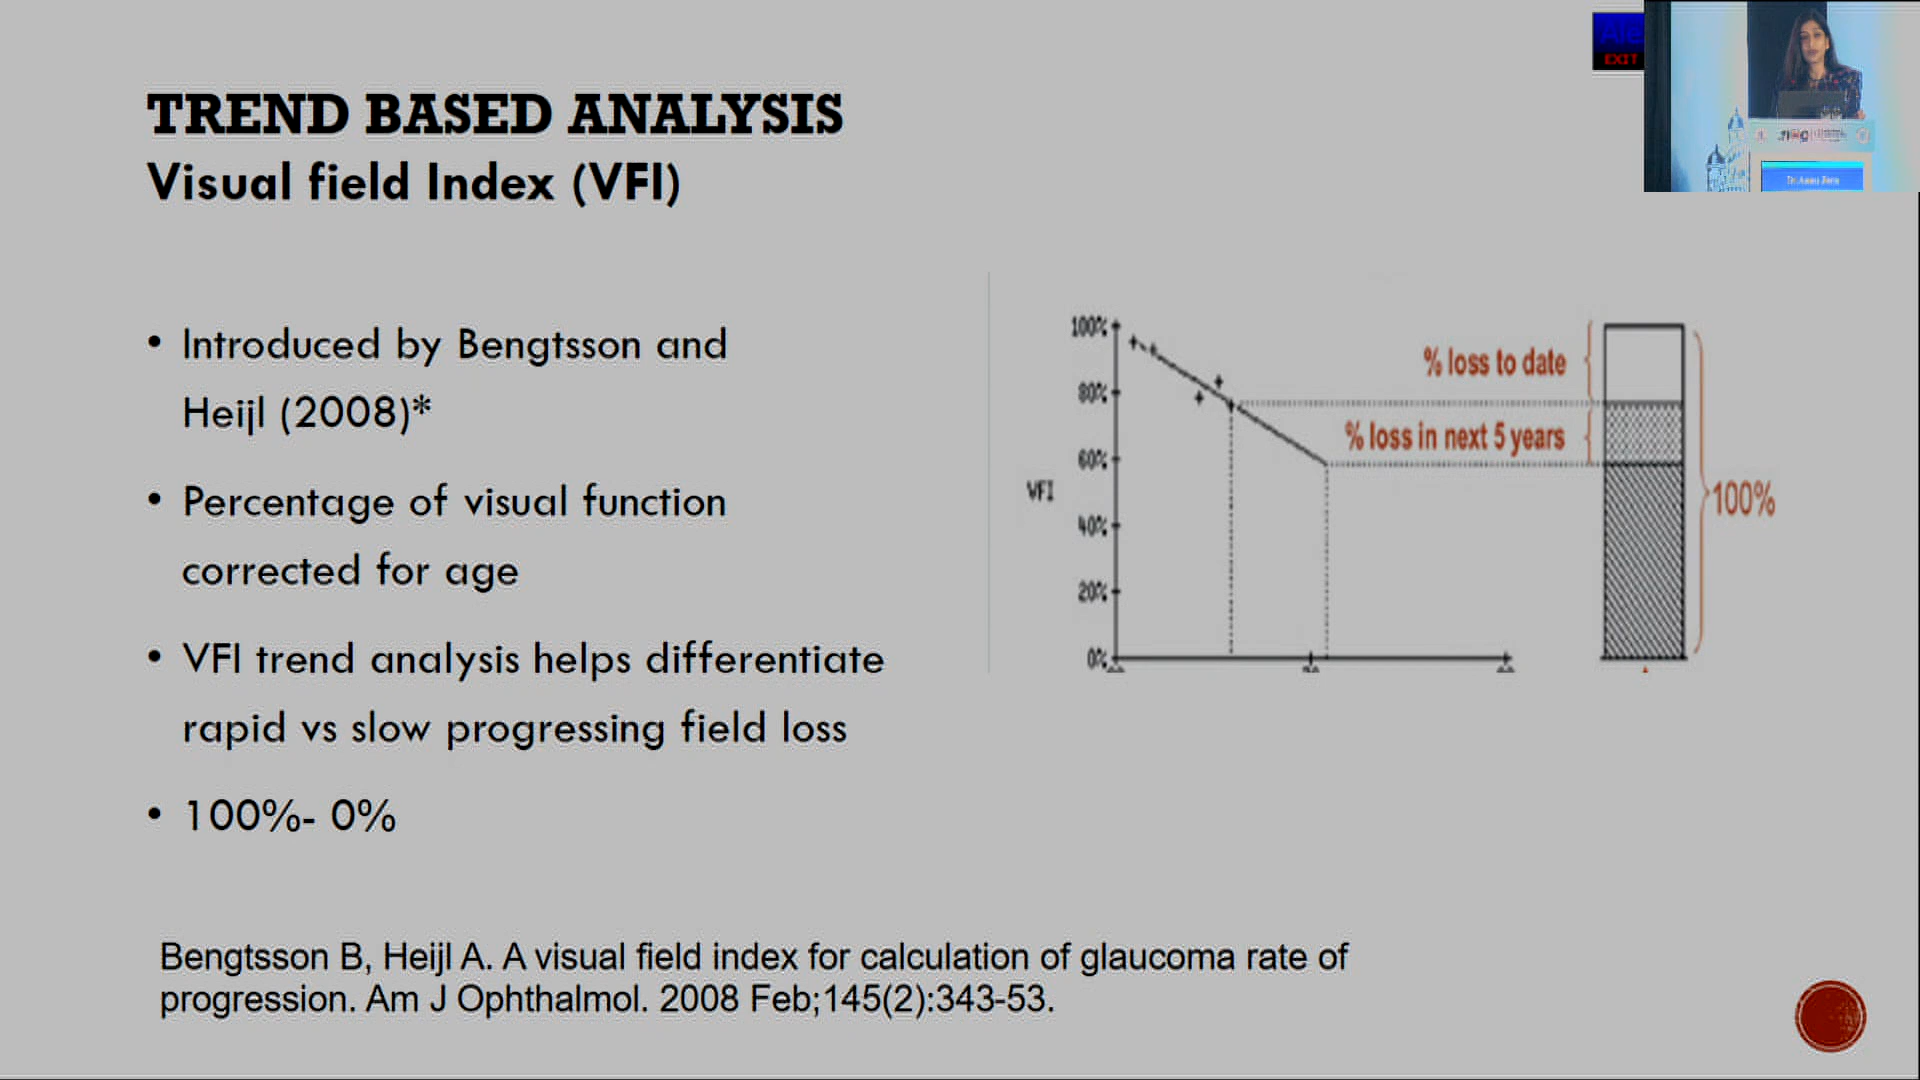 TREND BASED ANALYSIS
Visual field Index (VFI)
• Introduced by Bengtsson and
Heijl (2008)*
• Percentage of visual function
corrected for age
• VFI trend analysis helps differentiate
rapid vs slow progressing field loss
• 100%- 0%
100%
80%
60%
40%
20%
0%
VFI
% loss to date
% loss in next 5 years
100%
Bengtsson B, Heijl A. A visual field index for calculation of glaucoma rate of
progression. Am J Ophthalmol. 2008 Feb;145(2):343-53.
EXIT